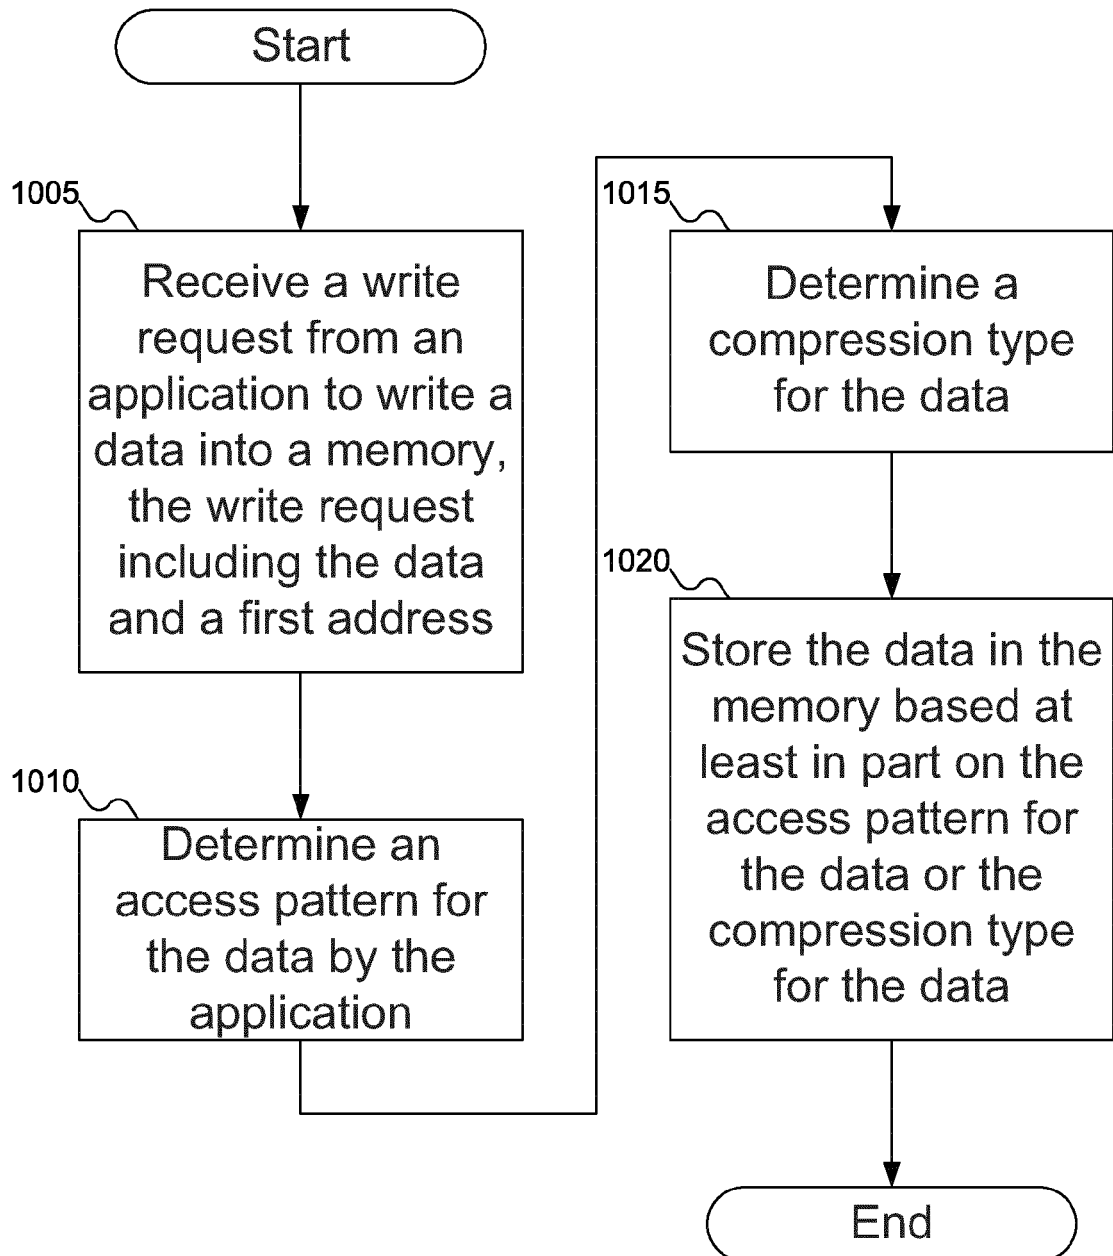 Start
1005
Receive a write
request from an
application to write a
data into a memory,
the write request
including the data
and a first address
1010
Determine an
access pattern for
the data by the
application
1015
Determine a
compression type
for the data
1020
Store the data in the
memory based at
least in part on the
access pattern for
the data or the
compression type
for the data
End